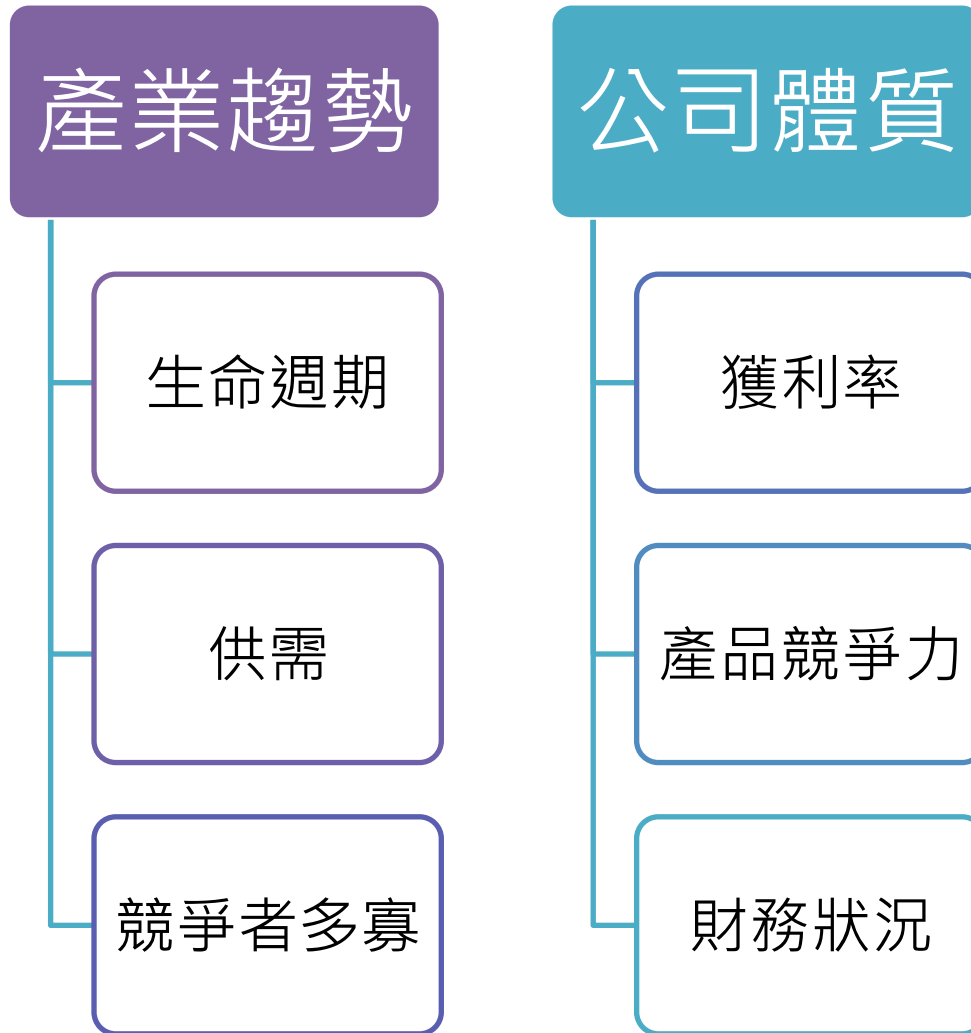 產業趨勢
生命週期
供需
競爭者多寡
公司體質
獲利率
產品競爭力
財務狀況